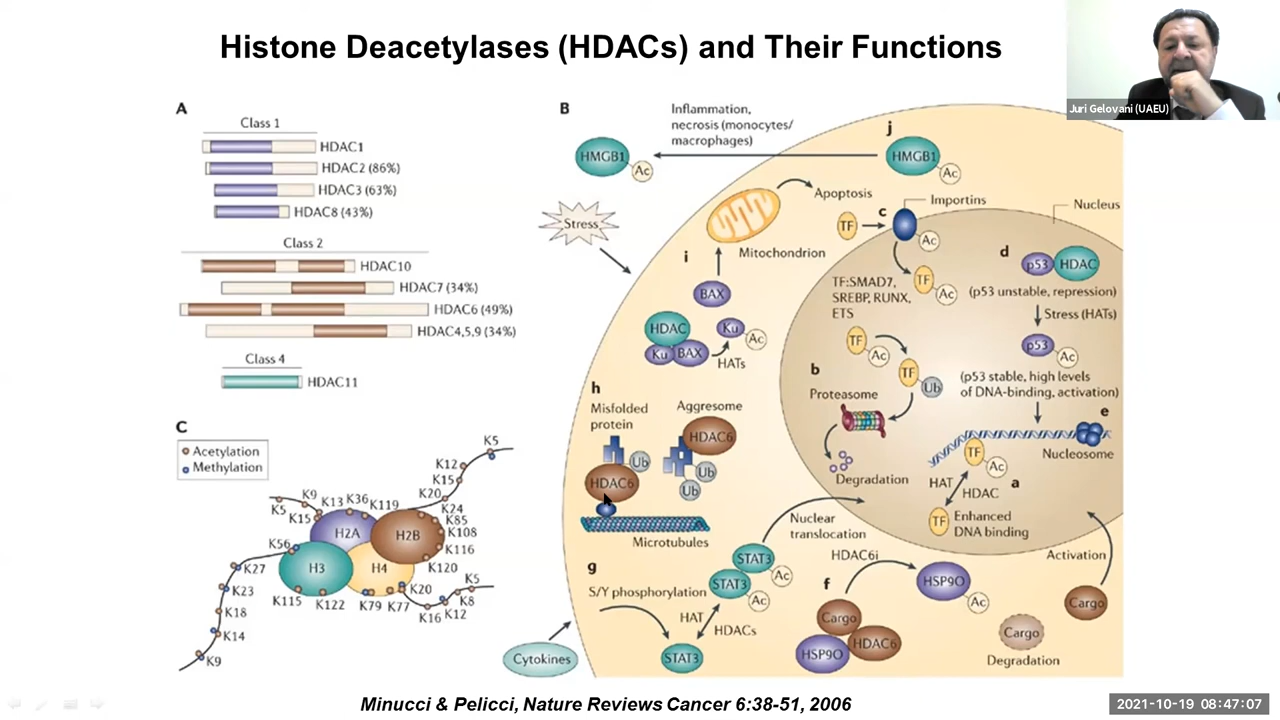 Histone Deacetylases (HDACs) and Their Functions
Juri Gelovani (UAEU)
A
Class 1
HDAC1
HDAC2 (86%)
HDAC3 (63%)
HDAC8 (43%)
Class 2
HDAC10
HDAC7 (34%)
HDAC6 (49%)
HDAC4,5,9 (34%)
Class 4
HDAC11
C
Acetylation
Methylation
K5
K12
K15
K20
K24
K85
K108
K116
K120
K9
K5
K13
K36
K119
K15
H2A
H2B
K56
H3
H4
K27
K23
K18
K14
K9
K115
K122
K79
K77
K20
K16
K12
K8
K5
B
Inflammation,
necrosis (monocytes/
macrophages)
HMGB1
Ac
j
HMGB1
Ac
Stress
Apoptosis
Mitochondrion
i
BAX
HDAC
Ku
BAX
Ku
Ac
HATs
TF
c
Importins
Ac
Nucleus
TF
Ac
TF:SMAD7,
SREBP, RUNX,
ETS
TF
Ac
TF
Ub
b
Proteasome
Degradation
d
p53
HDAC
(p53 unstable, repression)
Stress (HATs)
p53
Ac
(p53 stable, high levels
of DNA-binding, activation)
e
Nucleosome
TF
Ac
a
HAT
HDAC
TF
Enhanced
DNA binding
h
Misfolded
protein
Ub
HDAC6
Aggresome
HDAC6
Ub
Ub
Microtubules
g
S/Y phosphorylation
STAT3
STAT3
Ac
Ac
HAT
HDACs
STAT3
Cytokines
Nuclear
translocation
HDAC6i
f
Cargo
HSP90
HDAC6
HSP90
Ac
Activation
Cargo
Cargo
Degradation
Minucci & Pelicci, Nature Reviews Cancer 6:38-51, 2006
2021-10-19 08:47:07